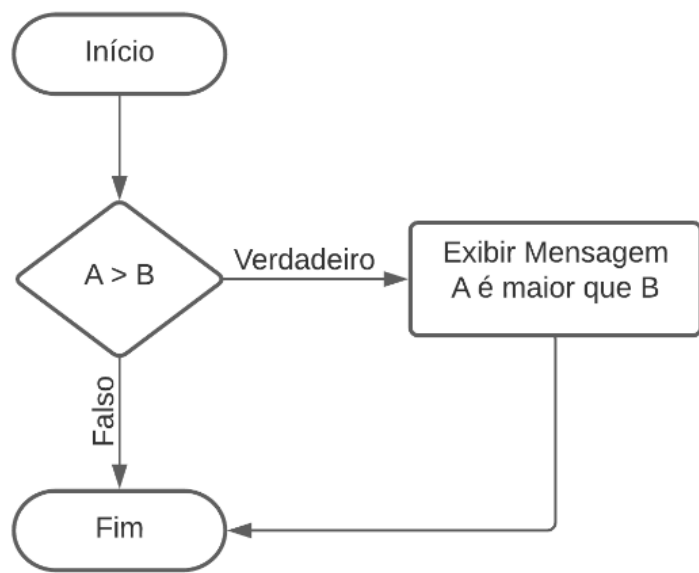 Início
A > B
Verdadeiro
Exibir Mensagem
A é maior que B
Falso
Fim